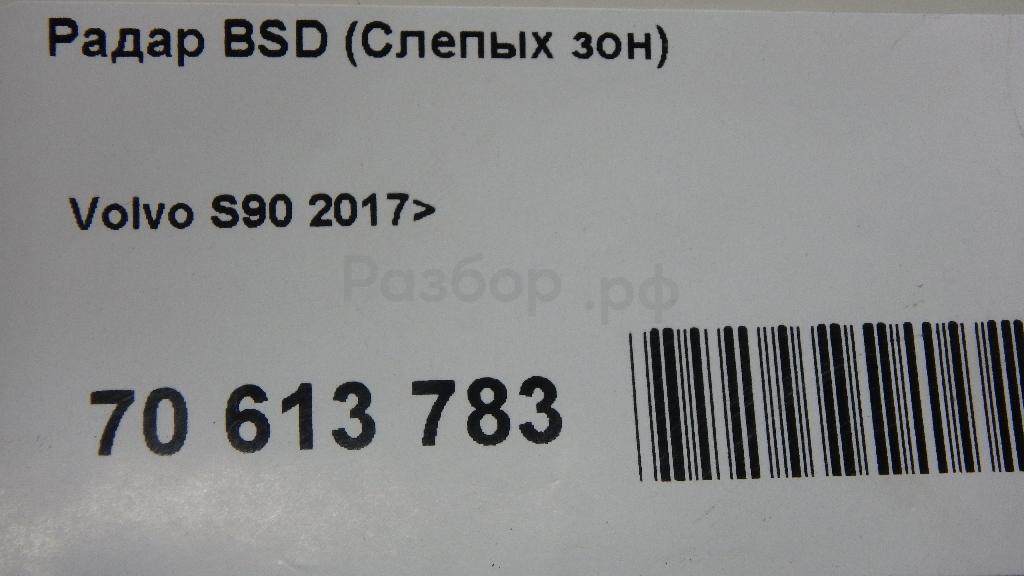 Радар BSD (Слепых зон)
Volvo S90 2017>
Разбор.рф
70 613 783